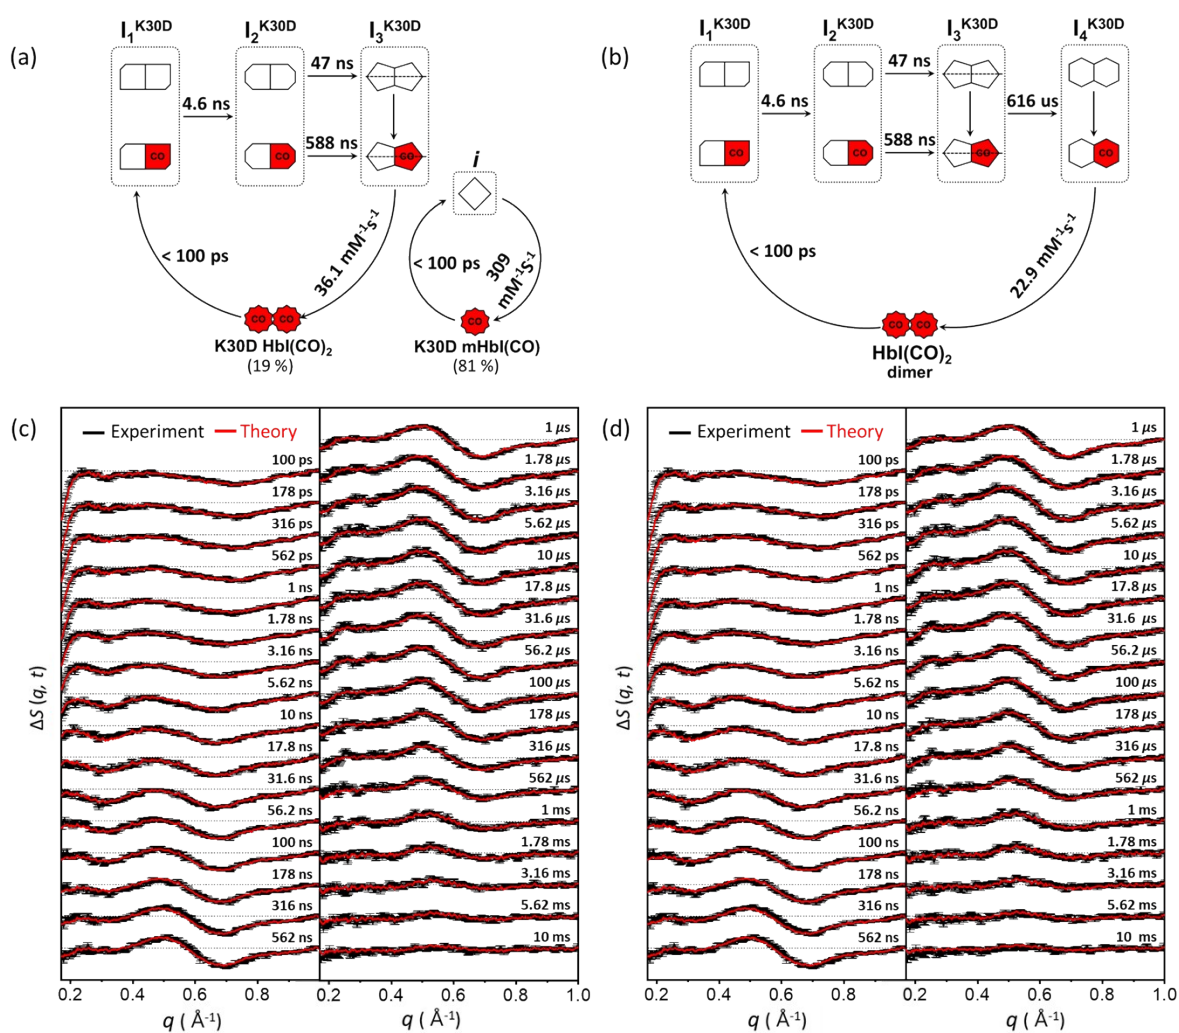 (a)
I₁ᴷ³⁰ᴰ
I₂ᴷ³⁰ᴰ
I₃ᴷ³⁰ᴰ
47 ns
4.6 ns
CO
CO
588 ns
CO
i
< 100 ps
36.1 mM⁻¹s⁻¹
< 100 ps
309
mM⁻¹S⁻¹
CO CO
CO
K30D HbI(CO)₂
(19 %)
K30D mHbI(CO)
(81 %)
(b)
I₁ᴷ³⁰ᴰ
I₂ᴷ³⁰ᴰ
I₃ᴷ³⁰ᴰ
I₄ᴷ³⁰ᴰ
47 ns
4.6 ns
616 us
588 ns
CO
CO
CO
CO
< 100 ps
22.9 mM⁻¹s⁻¹
CO CO
HbI(CO)₂
dimer
(c)
Experiment
Theory
100 ps
178 ps
316 ps
562 ps
1 ns
1.78 ns
3.16 ns
5.62 ns
10 ns
17.8 ns
31.6 ns
56.2 ns
100 ns
178 ns
316 ns
562 ns
1 µs
1.78 µs
3.16 µs
5.62 µs
10 µs
17.8 µs
31.6 µs
56.2 µs
100 µs
178 µs
316 µs
562 µs
1 ms
1.78 ms
3.16 ms
5.62 ms
10 ms
ΔS (q, t)
0.2 0.4 0.6 0.8
0.2 0.4 0.6 0.8 1.0
q ( Å⁻¹)
q ( Å⁻¹)
(d)
Experiment
Theory
100 ps
178 ps
316 ps
562 ps
1 ns
1.78 ns
3.16 ns
5.62 ns
10 ns
17.8 ns
31.6 ns
56.2 ns
100 ns
178 ns
316 ns
562 ns
1 µs
1.78 µs
3.16 µs
5.62 µs
10 µs
17.8 µs
31.6 µs
56.2 µs
100 µs
178 µs
316 µs
562 µs
1 ms
1.78 ms
3.16 ms
5.62 ms
10 ms
ΔS (q, t)
0.2 0.4 0.6 0.8
0.2 0.4 0.6 0.8 1.0
q ( Å⁻¹)
q ( Å⁻¹)